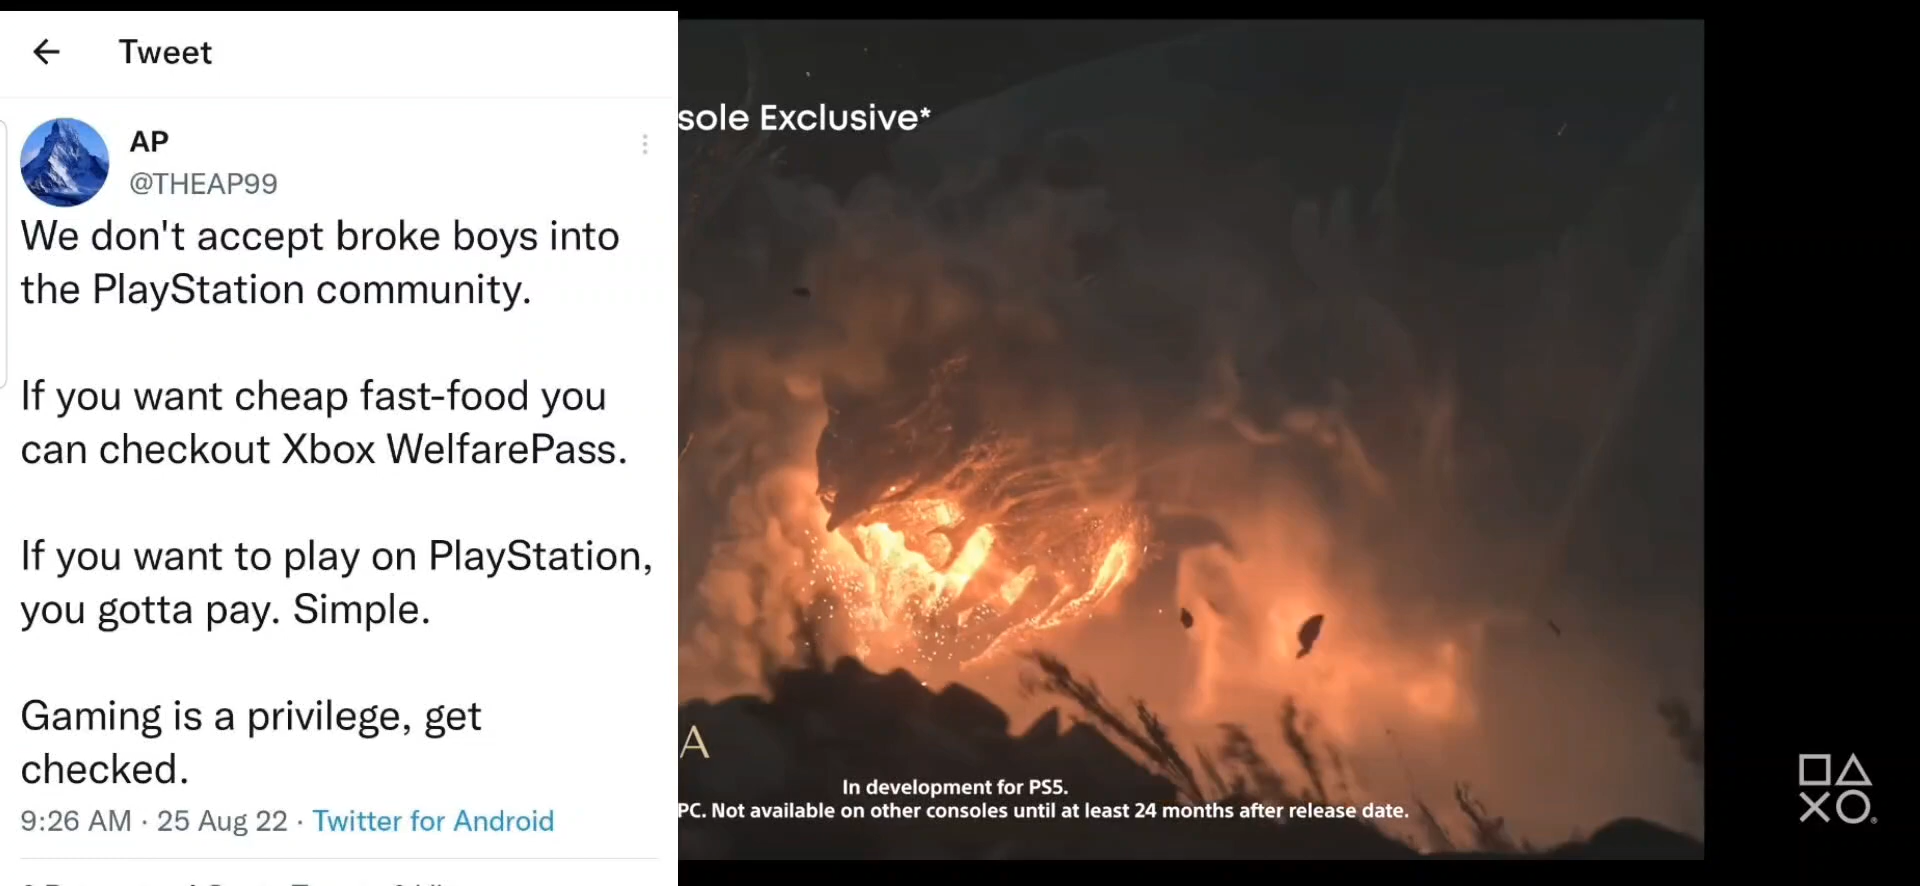 Tweet
AP
@THEAP99
We don't accept broke boys into
the PlayStation community.
If you want cheap fast-food you
can checkout Xbox WelfarePass.
If you want to play on PlayStation,
you gotta pay. Simple.
Gaming is a privilege, get
checked.
9:26 AM · 25 Aug 22 · Twitter for Android
sole Exclusive*
A
In development for PS5.
PC. Not available on other consoles until at least 24 months after release date.